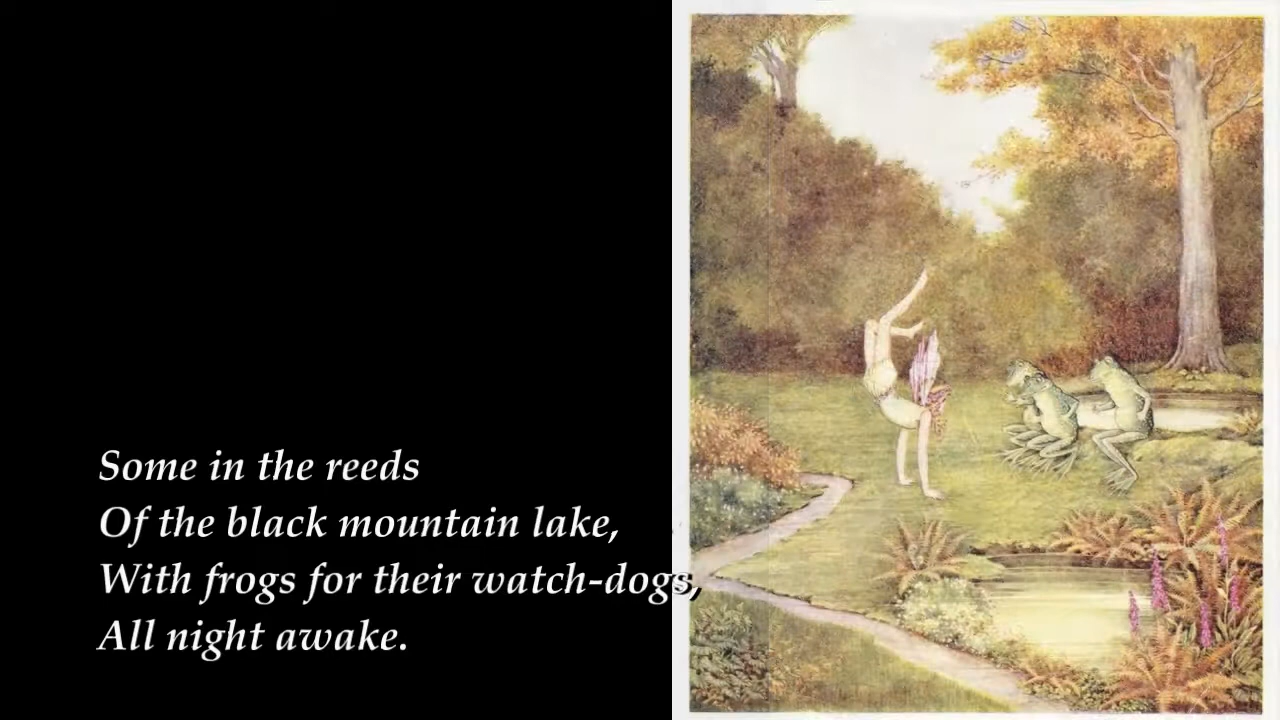 Some in the reeds
Of the black mountain lake,
With frogs for their watch-dogs,
All night awake.